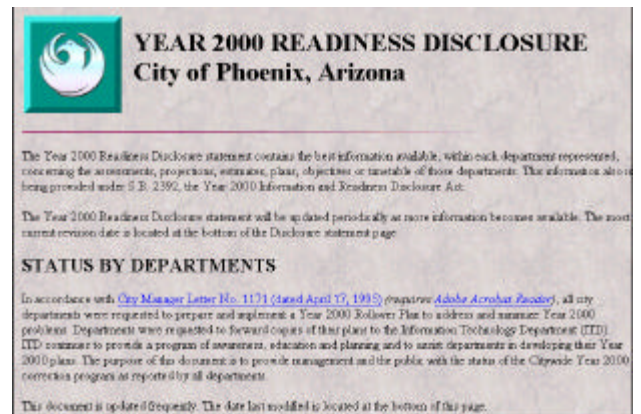 YEAR 2000 READINESS DISCLOSURE
City of Phoenix, Arizona
The Year 2000 Readiness Disclosure statement contains the best information available, within each department represented,
concerning the assessments, projections, estimates, plans, objectives or timetable of those departments. This information also is
being provided under S.B. 2392, the Year 2000 Information and Readiness Disclosure Act.
The Year 2000 Readiness Disclosure statement will be updated periodically as more information becomes available. The most
current revision date is located at the bottom of the Disclosure statement page.
STATUS BY DEPARTMENTS
In accordance with City Manager Letter No. 1171 (dated April 17, 1995) (requires Adobe Acrobat Reader), all city
departments were requested to prepare and implement a Year 2000 Rollover Plan to address and minimize Year 2000
problems. Departments were requested to forward copies of their plans to the Information Technology Department (ITD).
ITD continues to provide a program of awareness, education and planning and to assist departments in developing their Year
2000 plans. The purpose of this document is to provide management and the public with the status of the Citywide Year 2000
correction program as reported by all departments.
This document is updated frequently. The date last modified is located at the bottom of this page.